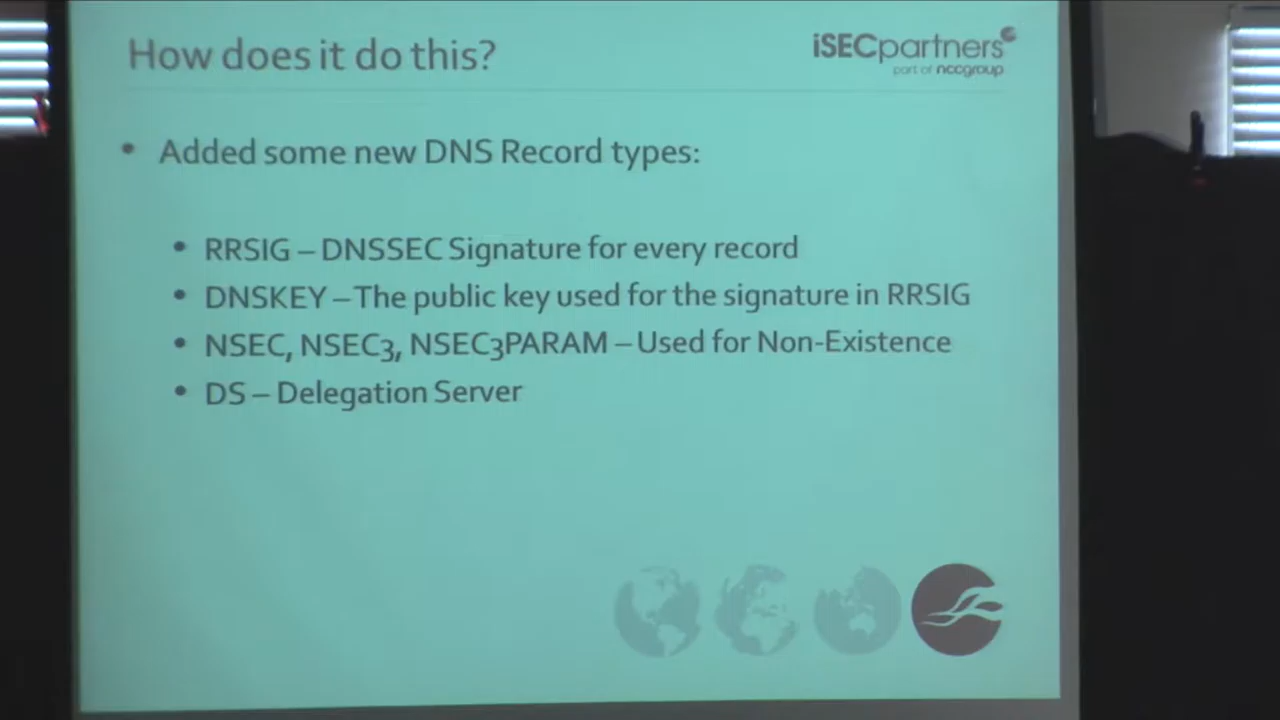 How does it do this?
iSECpartners
part of nccgroup
• Added some new DNS Record types:
• RRSIG – DNSSEC Signature for every record
• DNSKEY – The public key used for the signature in RRSIG
• NSEC, NSEC3, NSEC3PARAM – Used for Non-Existence
• DS – Delegation Server